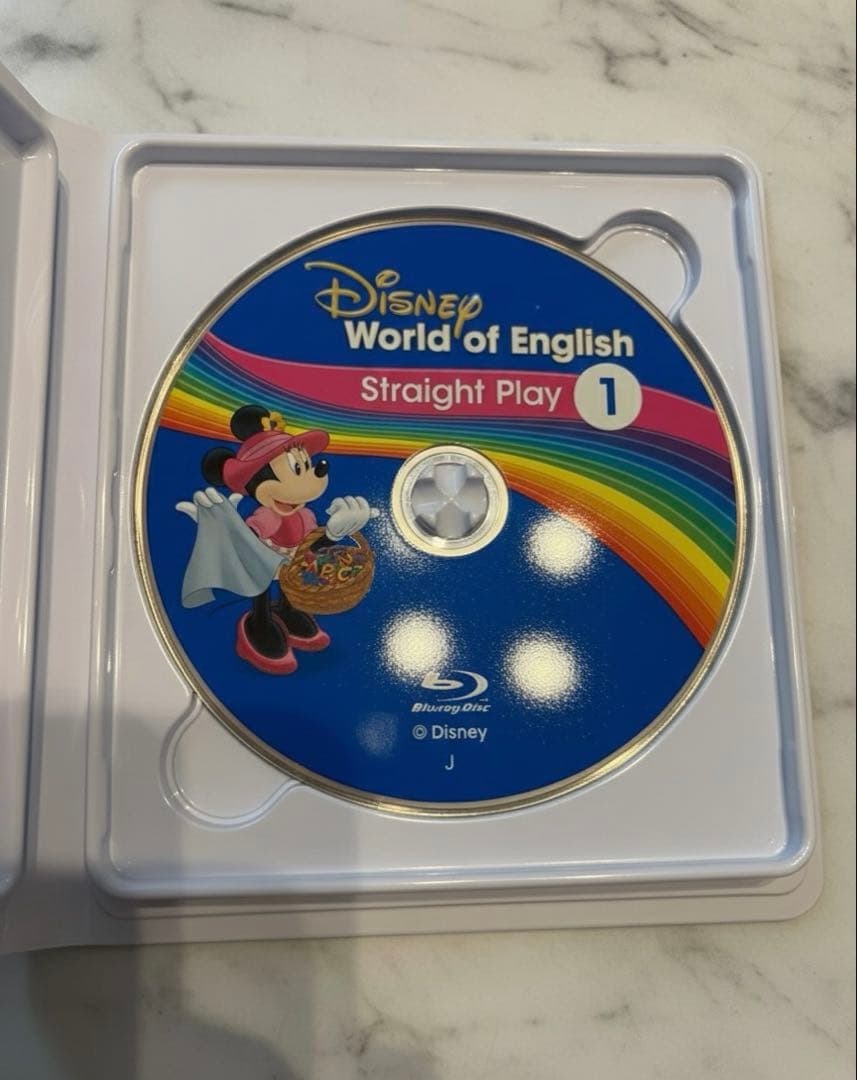 Disney
World of English
Straight Play 1
Blu-ray Disc
© Disney
J